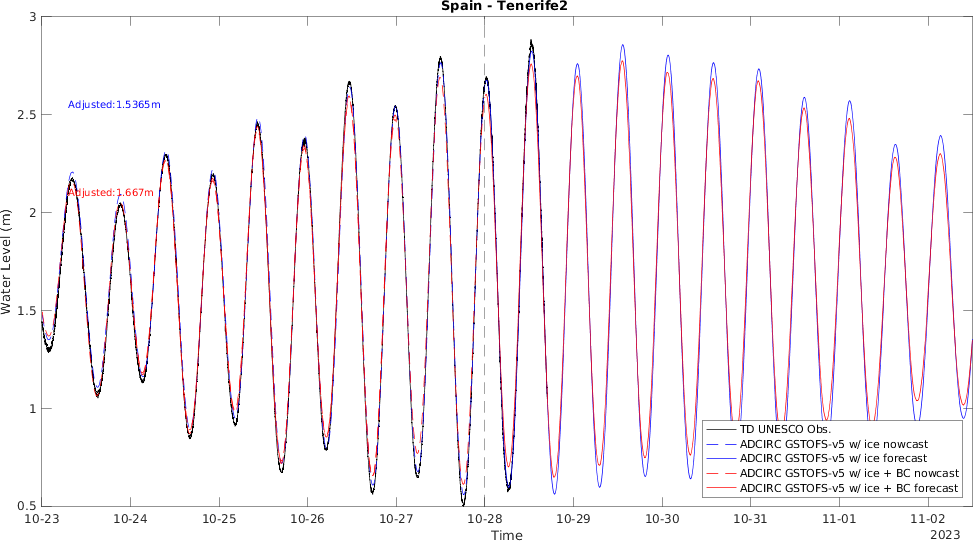 Spain - Tenerife2
3
2.5
2
1.5
1
0.5
Water Level (m)
Adjusted:1.5365m
Adjusted:1.667m
TD UNESCO Obs.
ADCIRC GSTOFS-v5 w/ ice nowcast
ADCIRC GSTOFS-v5 w/ ice forecast
ADCIRC GSTOFS-v5 w/ ice + BC nowcast
ADCIRC GSTOFS-v5 w/ ice + BC forecast
10-23 10-24 10-25 10-26 10-27 10-28 10-29 10-30 10-31 11-01 11-02
Time 2023